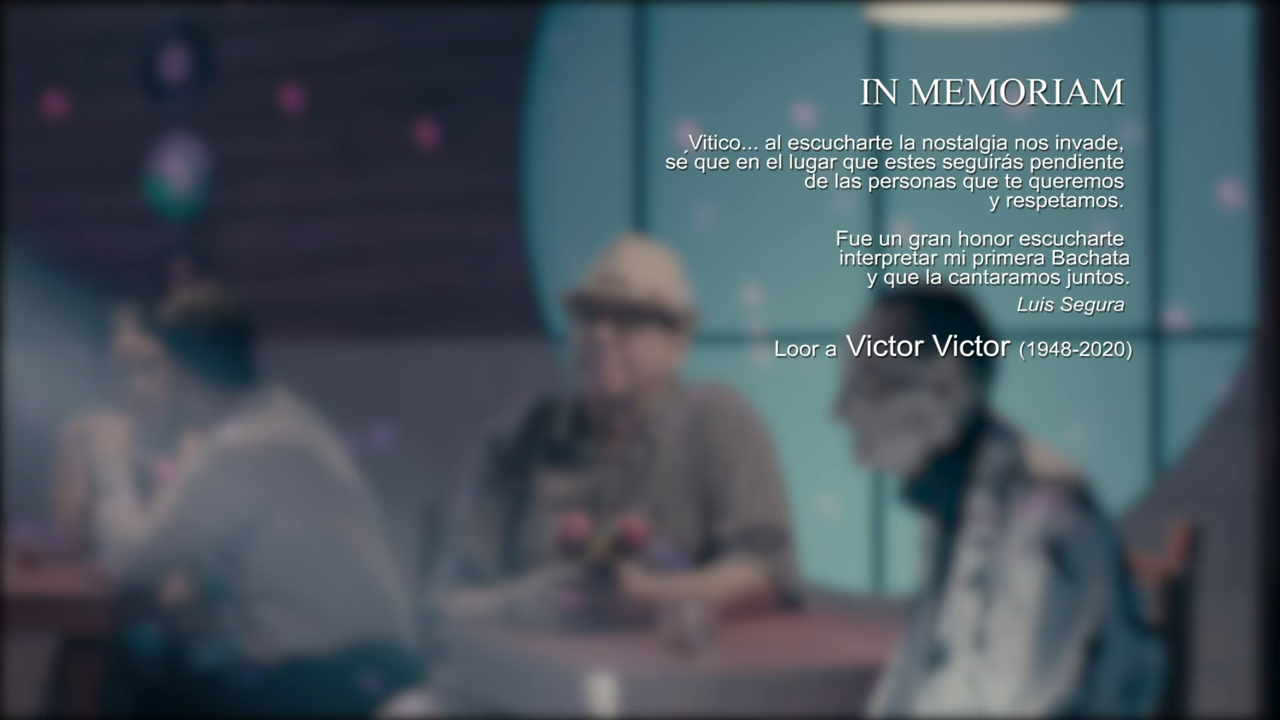 IN MEMORIAM
Vitico... al escucharte la nostalgia nos invade,
sé que en el lugar que estes seguirás pendiente
de las personas que te queremos
y respetamos.
Fue un gran honor escucharte
interpretar mi primera Bachata
y que la cantaramos juntos.
Luis Segura
Loor a Victor Victor (1948-2020)